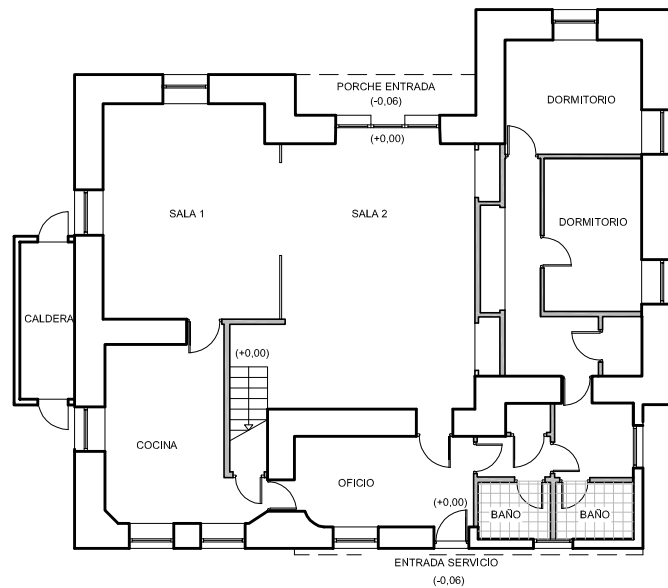 PORCHE ENTRADA
(-0,06)
DORMITORIO
(+0,00)
SALA 1
SALA 2
DORMITORIO
CALDERA
(+0,00)
COCINA
OFICIO
(+0,00)
BAÑO
BAÑO
ENTRADA SERVICIO
(-0,06)